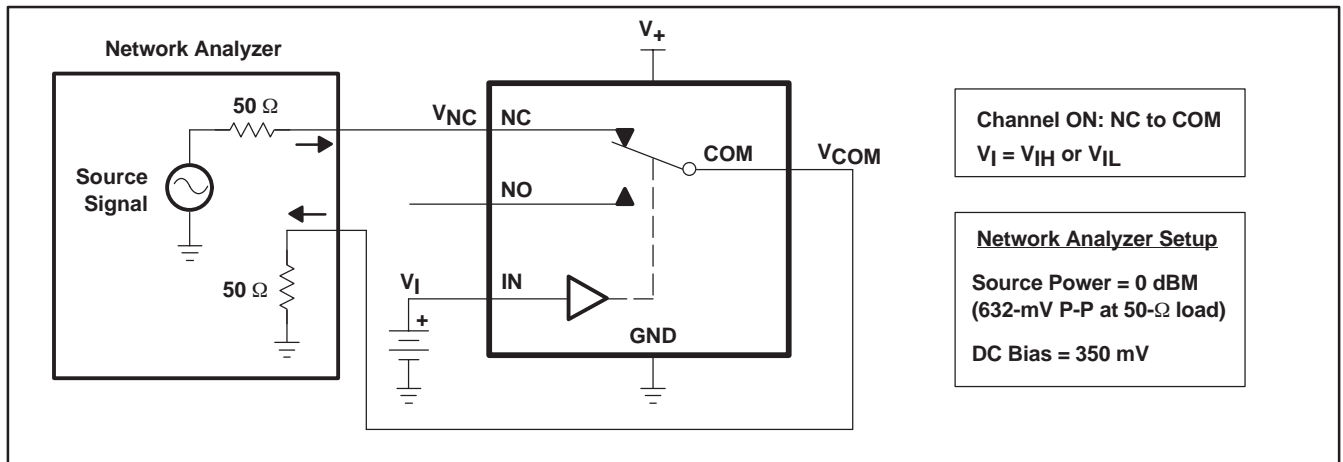 Network Analyzer
50 Ω
Source
Signal
50 Ω
V+
VNC
NC
NO
COM
VCOM
VI
+
IN
GND
Channel ON: NC to COM
VI = VIH or VIL
Network Analyzer Setup
Source Power = 0 dBM
(632-mV P-P at 50-Ω load)
DC Bias = 350 mV